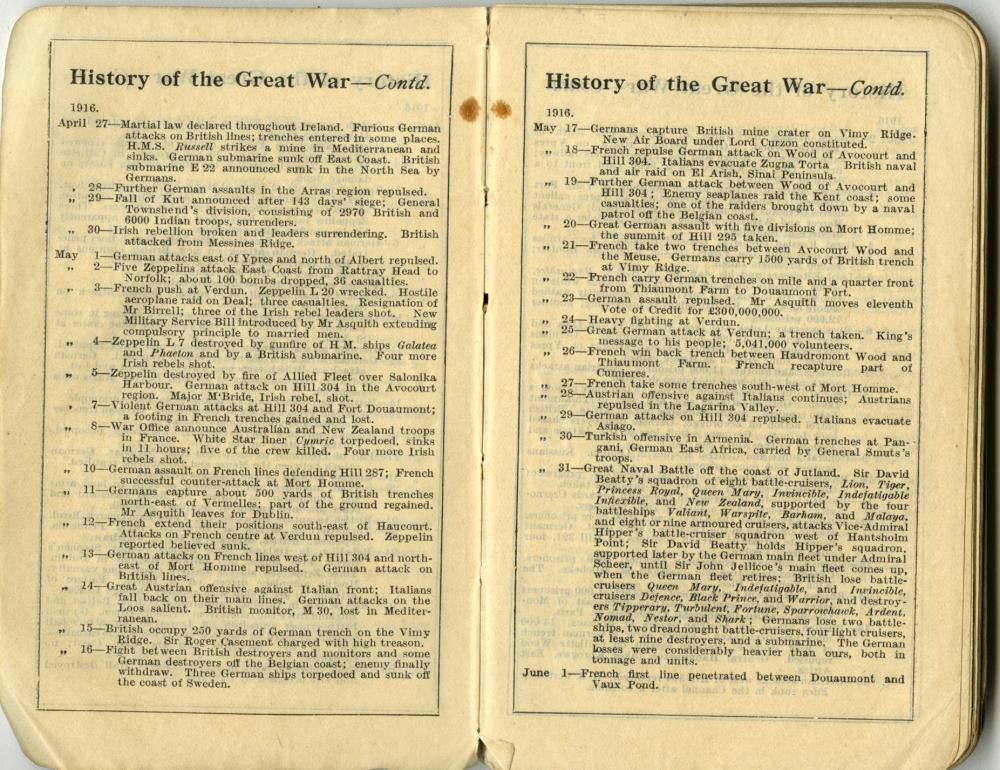 History of the Great War—Contd.
1916.
April 27—Martial law declared throughout Ireland. Furious German
attacks on British lines; trenches entered in some places.
H.M.S. Russell strikes a mine in Mediterranean and
sinks. German submarine sunk off East Coast. British
submarine E 22 announced sunk in the North Sea by
Germans.
„ 28—Further German assaults in the Arras region repulsed.
„ 29—Fall of Kut announced after 143 days' siege; General
Townshend's division, consisting of 2970 British and
6000 Indian troops, surrenders.
„ 30—Irish rebellion broken and leaders surrendering. British
attacked from Messines Ridge.
May 1—German attacks east of Ypres and north of Albert repulsed.
„ 2—Five Zeppelins attack East Coast from Rattray Head to
Norfolk; about 100 bombs dropped, 36 casualties.
„ 3—French push at Verdun. Zeppelin L 20 wrecked. Hostile
aeroplane raid on Deal; three casualties. Resignation of
Mr Birrell; three of the Irish rebel leaders shot. New
Military Service Bill introduced by Mr Asquith extending
compulsory principle to married men.
„ 4—Zeppelin L 7 destroyed by gunfire of H M. ships Galatea
and Phaeton and by a British submarine. Four more
Irish rebels shot.
„ 5—Zeppelin destroyed by fire of Allied Fleet over Salonika
Harbour. German attack on Hill 304 in the Avocourt
region. Major M'Bride, Irish rebel, shot.
„ 7—Violent German attacks at Hill 304 and Fort Douaumont;
a footing in French trenches gained and lost.
„ 8—War Office announce Australian and New Zealand troops
in France. White Star liner Cymric torpedoed, sinks
in 11 hours; five of the crew killed. Four more Irish
rebels shot.
„ 10—German assault on French lines defending Hill 287; French
successful counter-attack at Mort Homme.
„ 11—Germans capture about 500 yards of British trenches
north-east of Vermelles; part of the ground regained.
Mr Asquith leaves for Dublin.
„ 12—French extend their positions south-east of Haucourt.
Attacks on French centre at Verdun repulsed. Zeppelin
reported believed sunk.
„ 13—German attacks on French lines west of Hill 304 and north-
east of Mort Homme repulsed. German attack on
British lines.
„ 14—Great Austrian offensive against Italian front; Italians
fall back on their main lines. German attacks on the
Loos salient. British monitor, M 30, lost in Mediter-
ranean.
„ 15—British occupy 250 yards of German trench on the Vimy
Ridge. Sir Roger Casement charged with high treason.
„ 16—Fight between British destroyers and monitors and some
German destroyers off the Belgian coast; enemy finally
withdraw. Three German ships torpedoed and sunk off
the coast of Sweden.
History of the Great War—Contd.
1916.
May 17—Germans capture British mine crater on Vimy Ridge.
New Air Board under Lord Curzon constituted.
„ 18—French repulse German attack on Wood of Avocourt and
Hill 304. Italians evacuate Zugna Torta British naval
and air raid on El Arish, Sinai Peninsula.
„ 19—Further German attack between Wood of Avocourt and
Hill 304; Enemy seaplanes raid the Kent coast; some
casualties; one of the raiders brought down by a naval
patrol off the Belgian coast.
„ 20—Great German assault with five divisions on Mort Homme;
the summit of Hill 295 taken.
„ 21—French take two trenches between Avocourt Wood and
the Meuse. Germans carry 1500 yards of British trench
at Vimy Ridge.
„ 22—French carry German trenches on mile and a quarter front
from Thiaumont Farm to Douaumont Fort.
„ 23—German assault repulsed. Mr Asquith moves eleventh
Vote of Credit for £300,000,000.
„ 24—Heavy fighting at Verdun.
„ 25—Great German attack at Verdun; a trench taken. King's
message to his people; 5,041,000 volunteers.
„ 26—French win back trench between Haudromont Wood and
Thiaumont Farm. French recapture part of
Cumieres.
„ 27—French take some trenches south-west of Mort Homme.
„ 28—Austrian offensive against Italians continues; Austrians
repulsed in the Lagarina Valley.
„ 29—German attacks on Hill 304 repulsed. Italians evacuate
Asiago.
„ 30—Turkish offensive in Armenia. German trenches at Pan-
gani, German East Africa, carried by General Smuts's
troops.
„ 31—Great Naval Battle off the coast of Jutland. Sir David
Beatty's squadron of eight battle-cruisers, Lion, Tiger,
Princess Royal, Queen Mary, Invincible, Indefatigable
Inflexible, and New Zealand, supported by the four
battleships Valiant, Warspite, Barham, and Malaya,
and eight or nine armoured cruisers, attacks Vice-Admiral
Hipper's battle-cruiser squadron west of Hantsholm
Point; Sir David Beatty holds Hipper's squadron,
supported later by the German main fleet under Admiral
Scheer, until Sir John Jellicoe's main fleet comes up,
when the German fleet retires; British lose battle-
cruisers Queen Mary, Indefatigable, and Invincible,
cruisers Defence, Black Prince, and Warrior, and destroy-
ers Tipperary, Turbulent, Fortune, Sparrowhawk, Ardent,
Nomad, Nestor, and Shark; Germans lose two battle-
ships, two dreadnought battle-cruisers, four light cruisers,
at least nine destroyers, and a submarine. The German
losses were considerably heavier than ours, both in
tonnage and units.
June 1—French first line penetrated between Douaumont and
Vaux Pond.